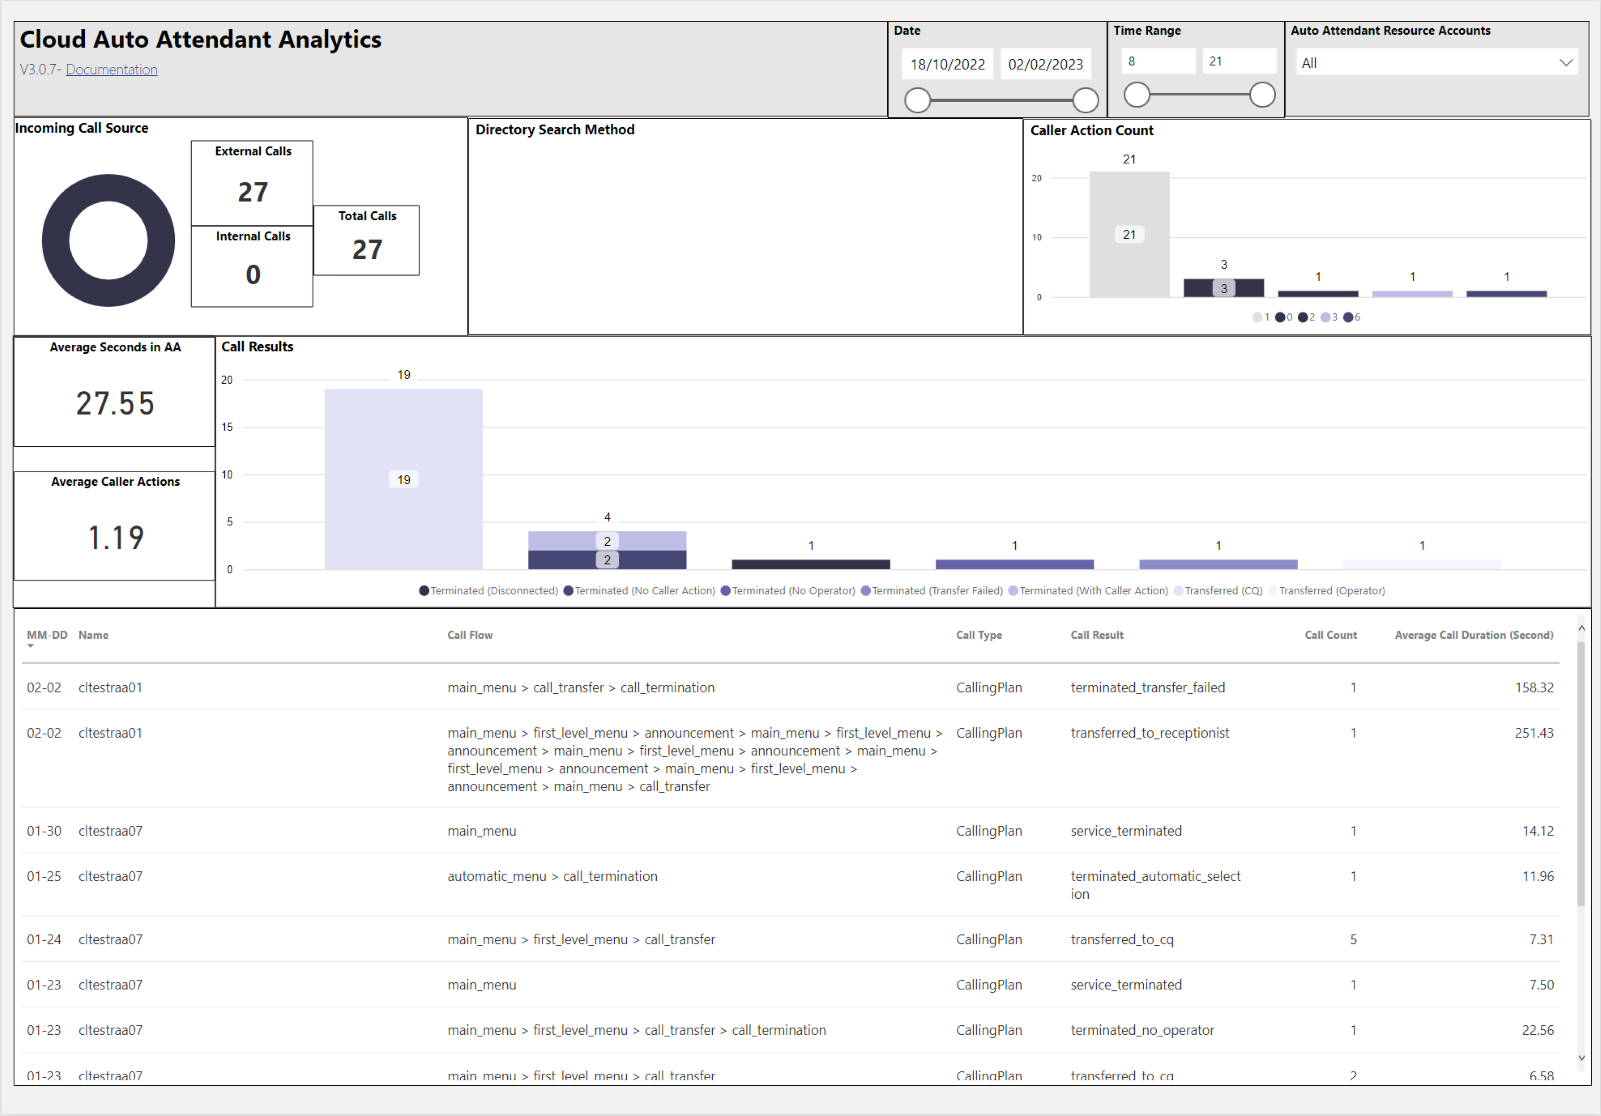 Cloud Auto Attendant Analytics
V3.0.7- Documentation
Date
18/10/2022 02/02/2023
Time Range
8 21
Auto Attendant Resource Accounts
All
Incoming Call Source
External Calls
27
Internal Calls
0
Total Calls
27
Directory Search Method
Caller Action Count
21
20
21
10
3
3
1
1
1
0
1 0 2 3 6
Average Seconds in AA
27.55
Average Caller Actions
1.19
Call Results
20
19
15
10
19
5
4
2
2
1
1
1
1
0
Terminated (Disconnected) Terminated (No Caller Action) Terminated (No Operator) Terminated (Transfer Failed) Terminated (With Caller Action) Transferred (CQ) Transferred (Operator)
MM-DD Name Call Flow Call Type Call Result Call Count Average Call Duration (Second)
02-02 cltestraa01 main_menu > call_transfer > call_termination CallingPlan terminated_transfer_failed 1 158.32
02-02 cltestraa01 main_menu > first_level_menu > announcement > main_menu > first_level_menu > CallingPlan transferred_to_receptionist 1 251.43
announcement > main_menu > first_level_menu > announcement > main_menu >
first_level_menu > announcement > main_menu > first_level_menu >
announcement > main_menu > call_transfer
01-30 cltestraa07 main_menu CallingPlan service_terminated 1 14.12
01-25 cltestraa07 automatic_menu > call_termination CallingPlan terminated_automatic_select 1 11.96
ion
01-24 cltestraa07 main_menu > first_level_menu > call_transfer CallingPlan transferred_to_cq 5 7.31
01-23 cltestraa07 main_menu CallingPlan service_terminated 1 7.50
01-23 cltestraa07 main_menu > first_level_menu > call_transfer > call_termination CallingPlan terminated_no_operator 1 22.56
01-23 cltestraa07 main_menu > first_level_menu > call_transfer CallingPlan transferred_to_cq 2 6.58